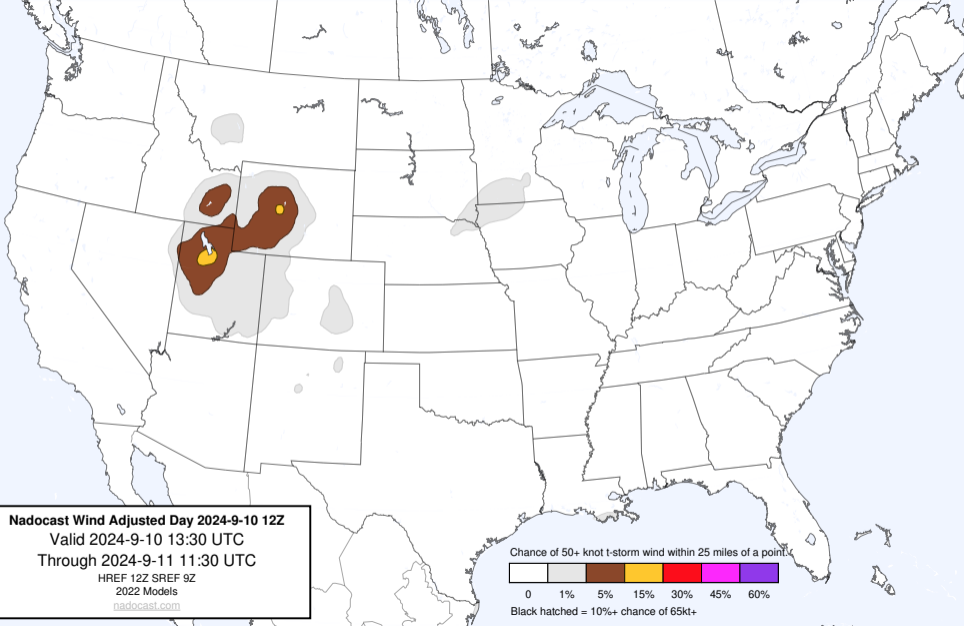 Nadocast Wind Adjusted Day 2024-9-10 12Z
Valid 2024-9-10 13:30 UTC
Through 2024-9-11 11:30 UTC
HREF 12Z SREF 9Z
2022 Models
nadocast.com
Chance of 50+ knot t-storm wind within 25 miles of a point.
0 1% 5% 15% 30% 45% 60%
Black hatched = 10%+ chance of 65kt+